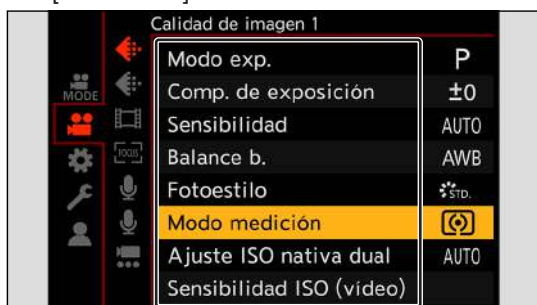 Calidad de imagen 1
MODE
FOCUS
Modo exp. P
Comp. de exposición ±0
Sensibilidad AUTO
Balance b. AWB
Fotoestilo STD.
Modo medición
Ajuste ISO nativa dual AUTO
Sensibilidad ISO (vídeo)